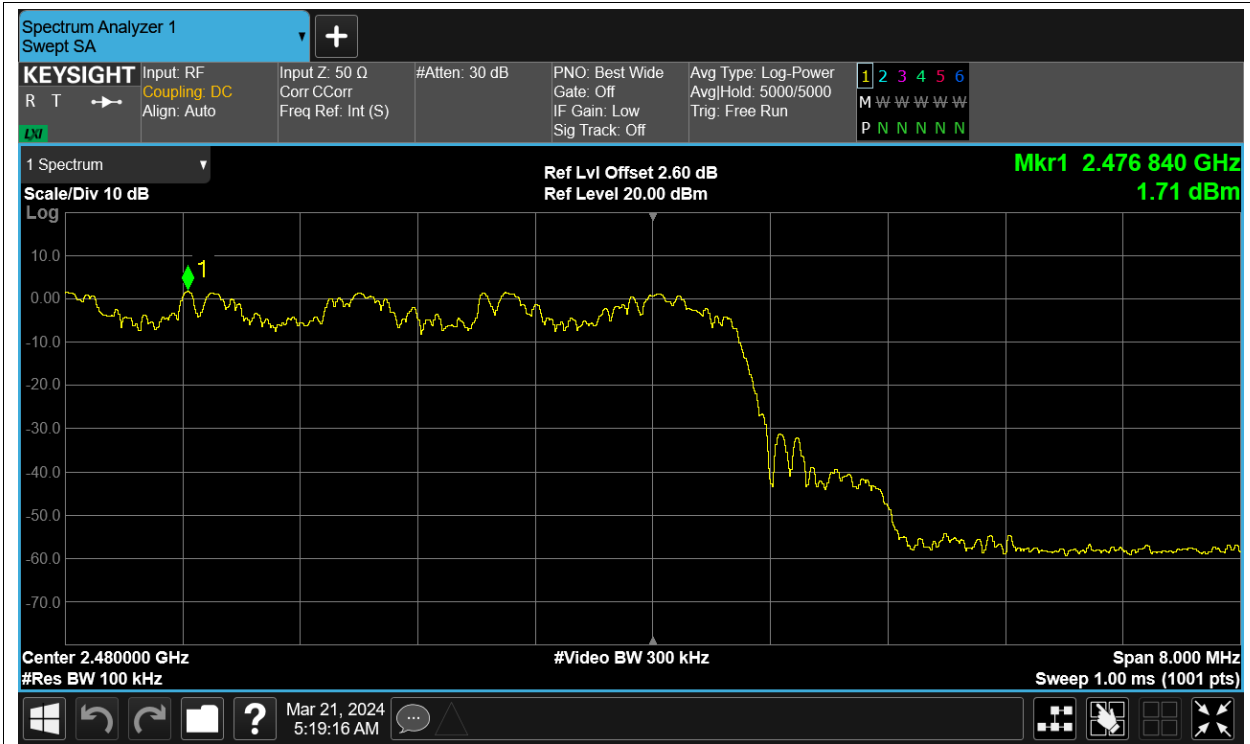 Spectrum Analyzer 1
Swept SA
KEYSIGHT
R T
LXI
Input: RF
Coupling: DC
Align: Auto
Input Z: 50 Ω
Corr CCorr
Freq Ref: Int (S)
#Atten: 30 dB
PNO: Best Wide
Gate: Off
IF Gain: Low
Sig Track: Off
Avg Type: Log-Power
Avg|Hold: 5000/5000
Trig: Free Run
1 2 3 4 5 6
M W W W W W
P N N N N N
1 Spectrum
Scale/Div 10 dB
Log
Ref Lvl Offset 2.60 dB
Ref Level 20.00 dBm
Mkr1 2.476 840 GHz
1.71 dBm
1
10.0
0.00
-10.0
-20.0
-30.0
-40.0
-50.0
-60.0
-70.0
Center 2.480000 GHz
#Res BW 100 kHz
#Video BW 300 kHz
Span 8.000 MHz
Sweep 1.00 ms (1001 pts)
?
Mar 21, 2024
5:19:16 AM